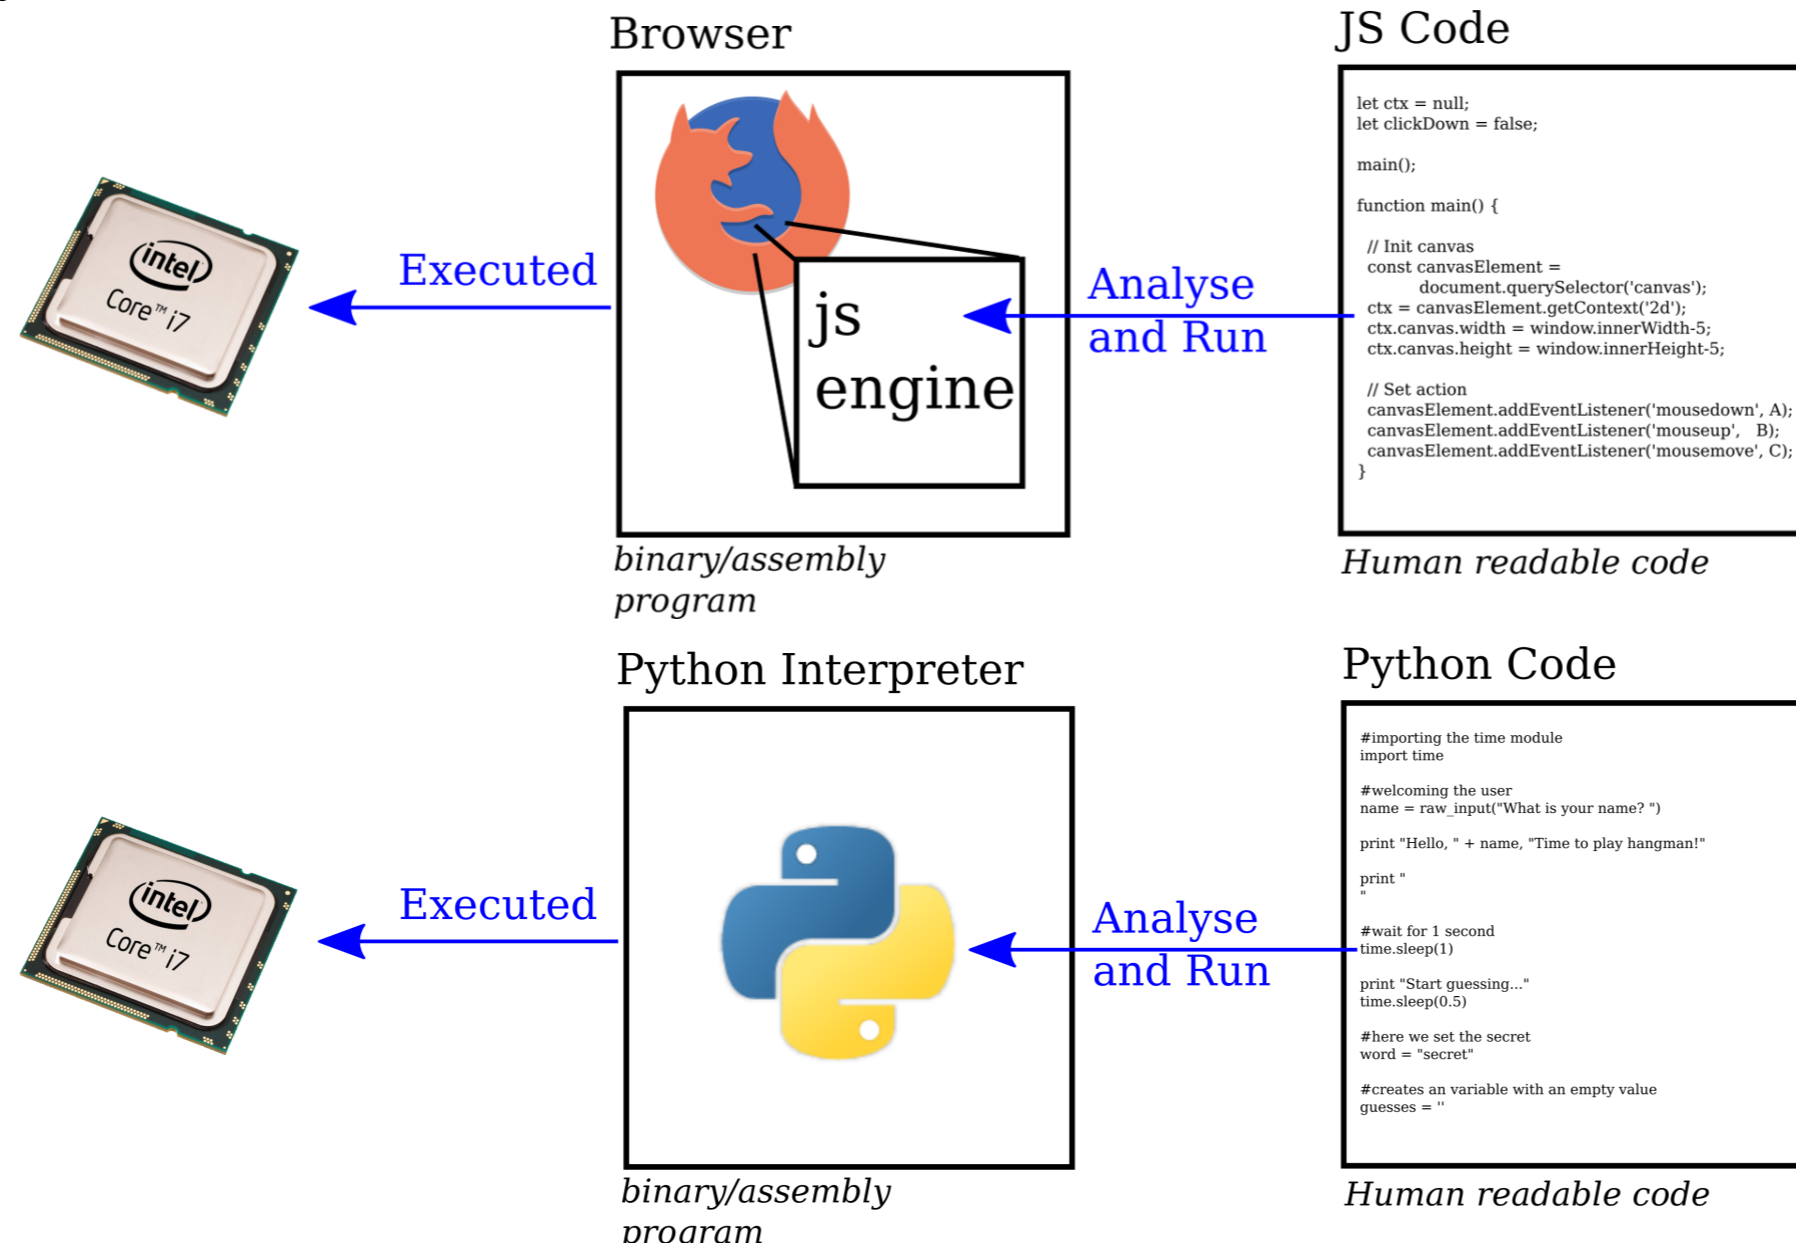 Browser
JS Code
let ctx = null;
let clickDown = false;
main();
function main() {
// Init canvas
const canvasElement =
document.querySelector('canvas');
ctx = canvasElement.getContext('2d');
ctx.canvas.width = window.innerWidth-5;
ctx.canvas.height = window.innerHeight-5;
// Set action
canvasElement.addEventListener('mousedown', A);
canvasElement.addEventListener('mouseup', B);
canvasElement.addEventListener('mousemove', C);
}
intel
Core™ i7
Executed
js
engine
Analyse
and Run
binary/assembly
program
Human readable code
Python Interpreter
Python Code
#importing the time module
import time
#welcoming the user
name = raw_input("What is your name? ")
print "Hello, " + name, "Time to play hangman!"
print "
"
#wait for 1 second
time.sleep(1)
print "Start guessing..."
time.sleep(0.5)
#here we set the secret
word = "secret"
#creates an variable with an empty value
guesses = ''
intel
Core™ i7
Executed
Analyse
and Run
binary/assembly
program
Human readable code